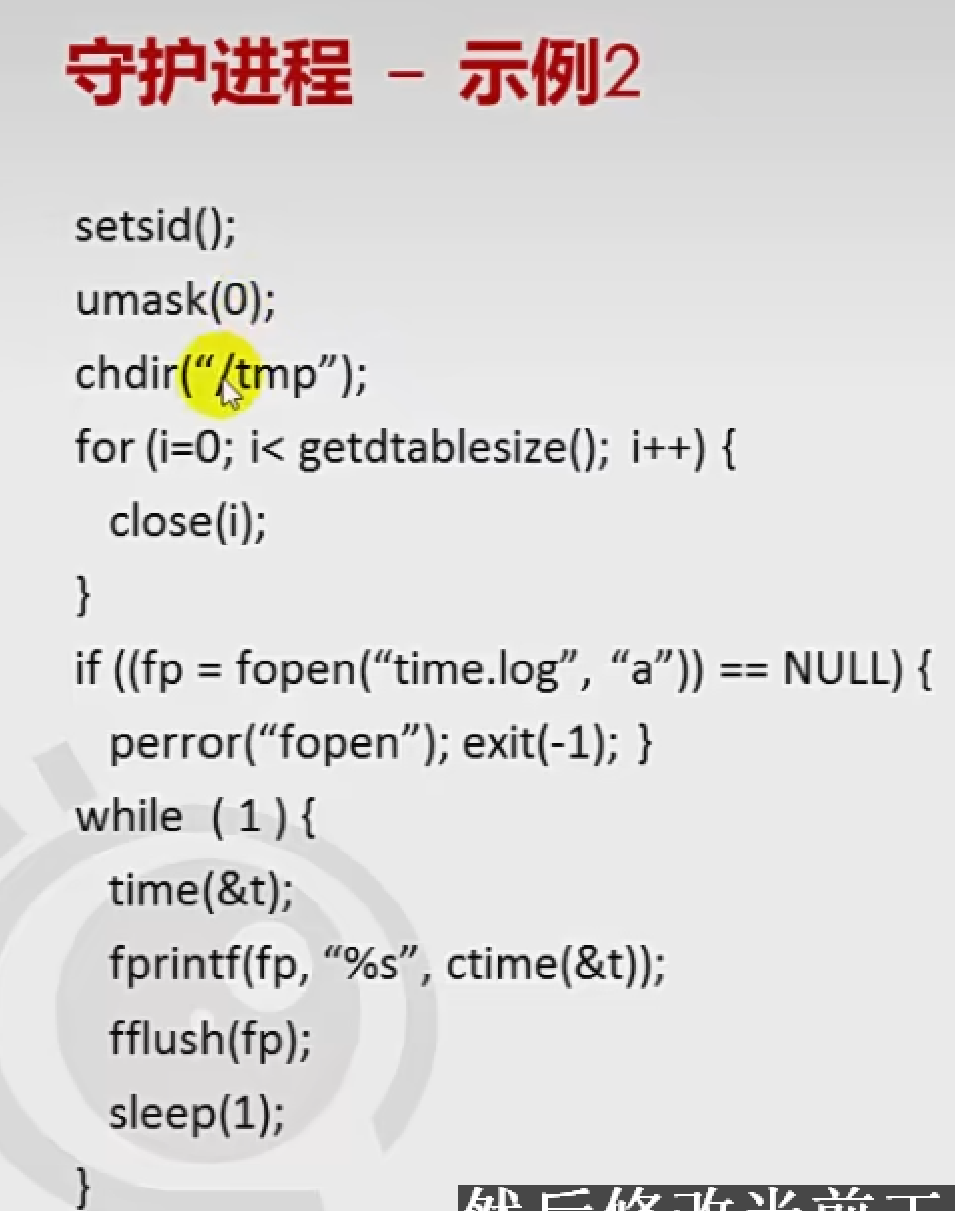 守护进程 – 示例2
setsid();
umask(0);
chdir(“/tmp”);
for (i=0; i< getdtablesize(); i++) {
close(i);
}
if ((fp = fopen(“time.log”, “a”)) == NULL) {
perror(“fopen”); exit(-1); }
while ( 1 ) {
time(&t);
fprintf(fp, “%s”, ctime(&t));
fflush(fp);
sleep(1);
}
然后修改当前工